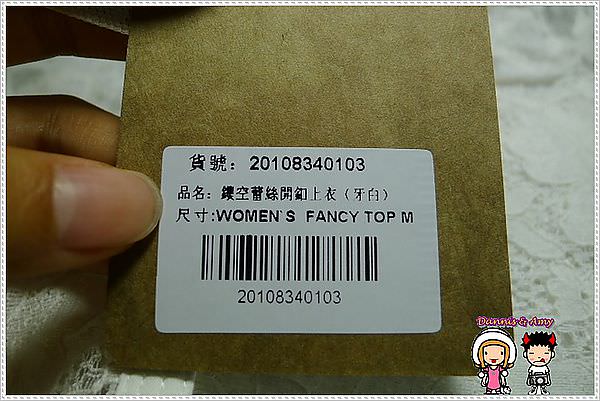 貨號：20108340103
品名：鏤空蕾絲開釦上衣（牙白）
尺寸:WOMEN`S FANCY TOP M
20108340103
Dannis & Amy